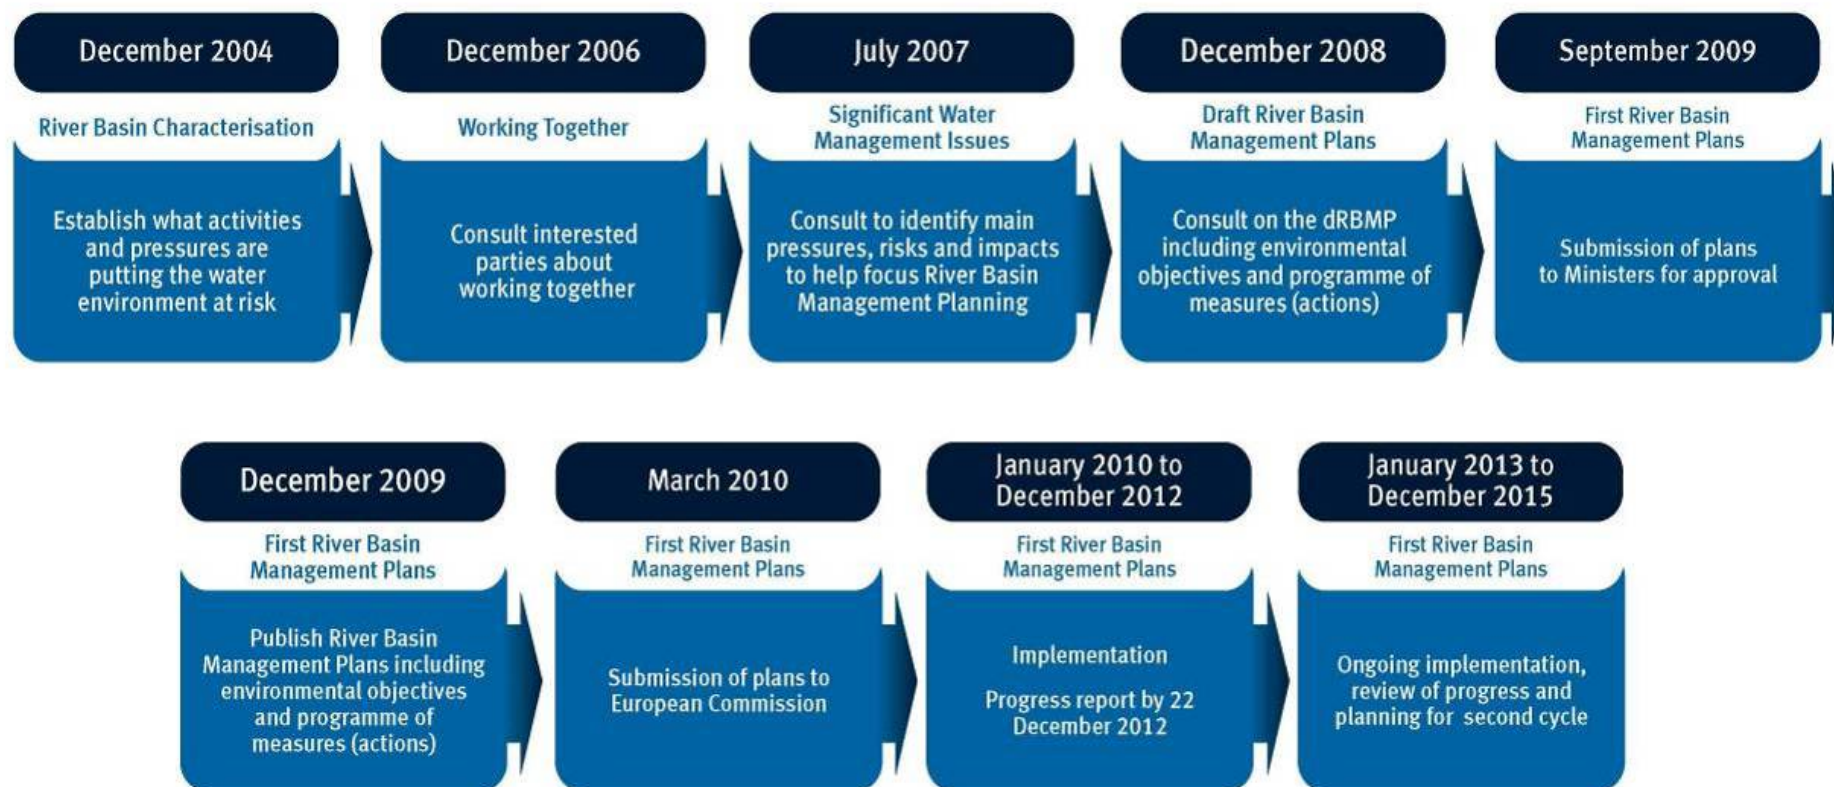 December 2004
River Basin Characterisation
Establish what activities
and pressures are
putting the water
environment at risk
December 2006
Working Together
Consult interested
parties about
working together
July 2007
Significant Water
Management Issues
Consult to identify main
pressures, risks and impacts
to help focus River Basin
Management Planning
December 2008
Draft River Basin
Management Plans
Consult on the dRBMP
including environmental
objectives and programme of
measures (actions)
September 2009
First River Basin
Management Plans
Submission of plans
to Ministers for approval
December 2009
First River Basin
Management Plans
Publish River Basin
Management Plans including
environmental objectives
and programme of
measures (actions)
March 2010
First River Basin
Management Plans
Submission of plans to
European Commission
January 2010 to
December 2012
First River Basin
Management Plans
Implementation
Progress report by 22
December 2012
January 2013 to
December 2015
First River Basin
Management Plans
Ongoing implementation,
review of progress and
planning for second cycle